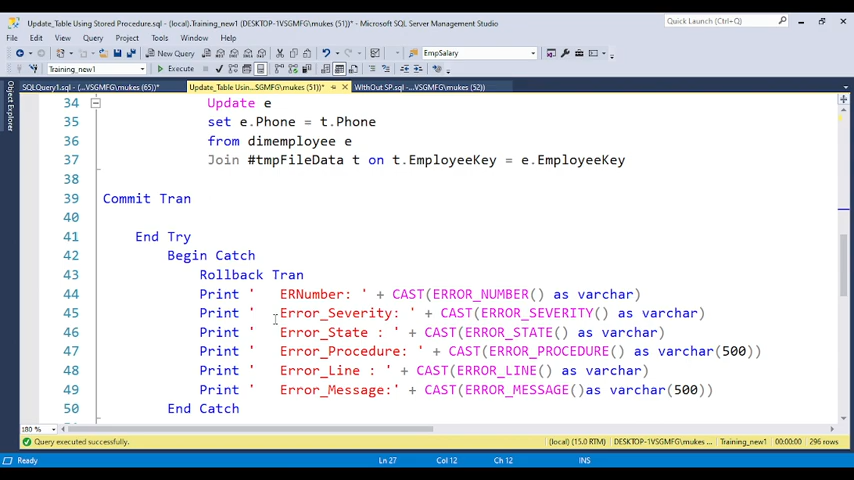 Update_Table Using Stored Procedure.sql - (local).Training_new1 (DESKTOP-1VSGMFG\mukes (51))* - Microsoft SQL Server Management Studio
Quick Launch (Ctrl+Q)
File Edit View Query Project Tools Window Help
New Query
EmpSalary
Training_new1
Execute
SQLQuery1.sql - (...VSGMFG\mukes (65))*
Update_Table Using...SGMFG\mukes (51))*
WIthOut SP.sql -...VSGMFG\mukes (52))
Object Explorer
34 Update e
35 set e.Phone = t.Phone
36 from dimemployee e
37 Join #tmpFileData t on t.EmployeeKey = e.EmployeeKey
38
39 Commit Tran
40
41 End Try
42 Begin Catch
43 Rollback Tran
44 Print '   ERNumber: ' + CAST(ERROR_NUMBER() as varchar)
45 Print '   Error_Severity: ' + CAST(ERROR_SEVERITY() as varchar)
46 Print '   Error_State : ' + CAST(ERROR_STATE() as varchar)
47 Print '   Error_Procedure: ' + CAST(ERROR_PROCEDURE() as varchar(500))
48 Print '   Error_Line : ' + CAST(ERROR_LINE() as varchar)
49 Print '   Error_Message:' + CAST(ERROR_MESSAGE()as varchar(500))
50 End Catch
180 %
Query executed successfully.
(local) (15.0 RTM) DESKTOP-1VSGMFG\mukes ... Training_new1 00:00:00 296 rows
Ready
Ln 27 Col 12 Ch 12 INS